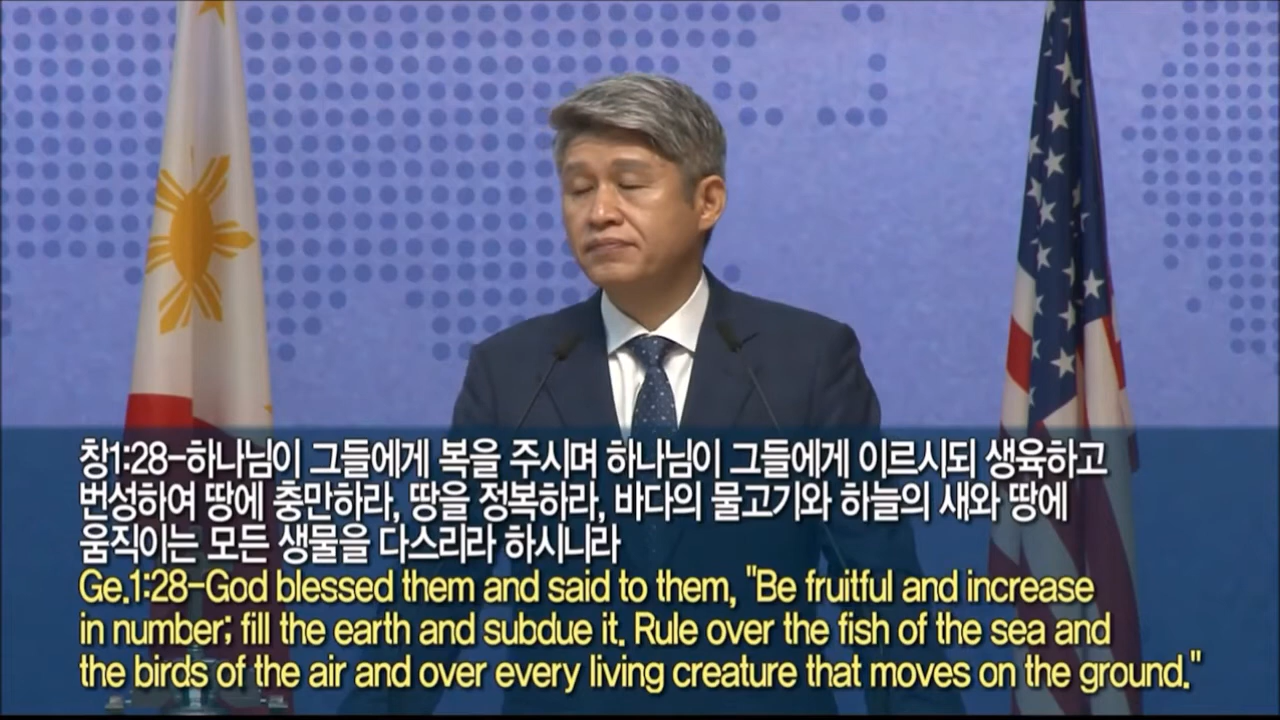 창1:28-하나님이 그들에게 복을 주시며 하나님이 그들에게 이르시되 생육하고
번성하여 땅에 충만하라, 땅을 정복하라, 바다의 물고기와 하늘의 새와 땅에
움직이는 모든 생물을 다스리라 하시니라
Ge.1:28-God blessed them and said to them, "Be fruitful and increase
in number; fill the earth and subdue it. Rule over the fish of the sea and
the birds of the air and over every living creature that moves on the ground."